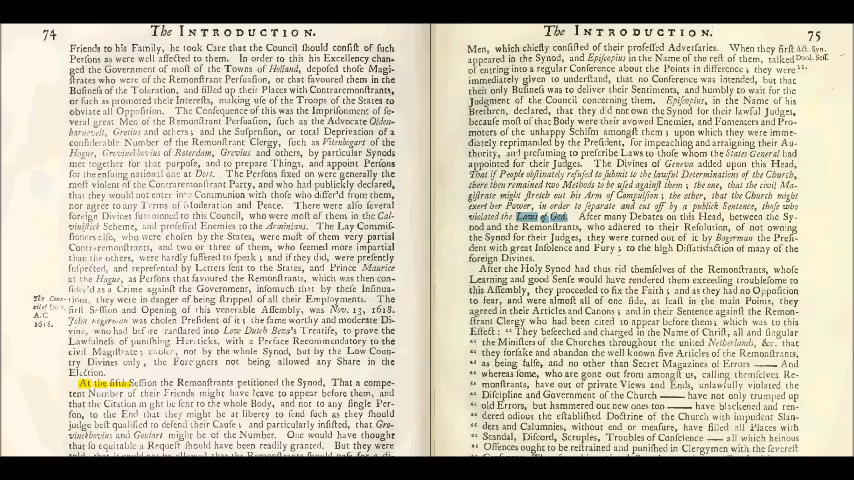 74 The INTRODUCTION.
Friends to his Family, he took Care that the Council ſhould conſiſt of ſuch
Perſons as were well affected to them. In order to this his Excellency chan-
ged the Government of moſt of the Towns of Holland, depoſed thoſe Magi-
ſtrates who were of the Remonſtrant Perſuaſion, or that favoured them in the
Buſineſs of the Toleration, and filled up their Places with Contraremonſtrants,
or ſuch as promoted their Intereſts, making uſe of the Troops of the States to
obviate all Oppoſition. The Conſequence of this was the Impriſonment of ſe-
veral great Men of the Remonſtrant Perſuaſion, ſuch as the Advocate Olden-
barnevelt, Grotius and others; and the Suſpenſion, or total Deprivation of a
conſiderable Number of the Remonſtrant Clergy, ſuch as Vitenbogart of the
Hague, Grovinckhovius of Roterdam, Grevius and others, by particular Synods
met together for that purpoſe, and to prepare Things, and appoint Perſons
for the enſuing national one at Dort. The Perſons fixed on were generally the
moſt violent of the Contraremonſtrant Party, and who had publickly declared,
that they would not enter into Communion with thoſe who differ'd from them,
nor agree to any Terms of Moderation and Peace. There were alſo ſeveral
foreign Divines ſummoned to this Council, who were moſt of them in the Cal-
viniſtick Scheme, and profeſſed Enemies to the Arminians. The Lay Commiſ-
ſioners alſo, who were choſen by the States, were moſt of them very partial
Contraremonſtrants, and two or three of them, who ſeemed more impartial
than the others, were hardly ſuffered to ſpeak; and if they did, were preſently
ſuſpected, and repreſented by Letters ſent to the States, and Prince Maurice
at the Hague, as Perſons that favoured the Remonſtrants, which was then con-
ſider'd as a Crime againſt the Government, inſomuch that by theſe Inſinua-
tions, they were in danger of being ſtripped of all their Employments. The
firſt Seſſion and Opening of this venerable Aſſembly, was Nov. 13, 1618.
John Bogerman was choſen Preſident of it; the ſame worthy and moderate Di-
vine, who had before tranſlated into Low Dutch Beza's Treatiſe, to prove the
Lawfulneſs of puniſhing Hereticks, with a Preface Recommendatory to the
civil Magiſtrate; choſen, not by the whole Synod, but by the Low Coun-
try Divines only, the Foreigners not being allowed any Share in the
Election.
A.C
1618.
At the fifth Seſſion the Remonſtrants petitioned the Synod, That a compe-
tent Number of their Friends might have leave to appear before them, and
that the Citation might be ſent to the whole Body, and not to any ſingle Per-
ſon, to the End that they might be at liberty to ſend ſuch as they ſhould
judge beſt qualified to defend their Cauſe; and particularly inſiſted, that Gro-
vinckhovius and Goulart might be of the Number. One would have thought
that ſo equitable a Requeſt ſhould have been readily granted. But they were
The INTRODUCTION. 75
Men, which chiefly conſiſted of their profeſſed Adverſaries. When they firſt
appeared in the Synod, and Epiſcopius in the Name of the reſt of them, talked
of entring into a regular Conference about the Points in difference; they were
immediately given to underſtand, that no Conference was intended, but that
their only Buſineſs was to deliver their Sentiments, and humbly to wait for the
Judgment of the Council concerning them. Epiſcopius, in the Name of his
Brethren, declared, that they did not own the Synod for their lawful Judges,
becauſe moſt of that Body were their avowed Enemies, and Fomenters and Pro-
moters of the unhappy Schiſm amongſt them; upon which they were imme-
diately reprimanded by the Preſident, for impeaching and arraigning their Au-
thority, and preſuming to preſcribe Laws to thoſe whom the States General had
appointed for their Judges. The Divines of Geneva added upon this Head,
That if People obſtinately refuſed to ſubmit to the lawful Determinations of the Church,
there then remained two Methods to be uſed againſt them; the one, that the civil Ma-
giſtrate might ſtretch out his Arm of Compulſion; the other, that the Church might
exert her Power, in order to ſeparate and cut off by a publick Sentence, thoſe who
violated the Laws of God. After many Debates on this Head, between the Sy-
nod and the Remonſtrants, who adhered to their Reſolution, of not owning
the Synod for their Judges, they were turned out of it by Bogerman the Preſi-
dent, with great Inſolence and Fury; to the high Diſſatisfaction of many of the
foreign Divines.
Act. Syn.
Dord. Seſſ.
After the Holy Synod had thus rid themſelves of the Remonſtrants, whoſe
Learning and good Senſe would have rendered them exceeding troubleſome to
this Aſſembly, they proceeded to fix the Faith; and as they had no Oppoſition
to fear, and were almoſt all of one ſide, at leaſt in the main Points, they
agreed in their Articles and Canons; and in their Sentence againſt the Remon-
ſtrant Clergy who had been cited to appear before them; which was to this
Effect: “ They beſeeched and charged in the Name of Chriſt, all and ſingular
“ the Miniſters of the Churches throughout the united Netherlands, &c. that
“ they forſake and abandon the well known five Articles of the Remonſtrants,
“ as being falſe, and no other than Secret Magazines of Errors — And
“ whereas ſome, who are gone out from amongſt us, calling themſelves Re-
“ monſtrants, have out of private Views and Ends, unlawfully violated the
“ Diſcipline and Government of the Church — have not only trumped up
“ old Errors, but hammered out new ones too — have blackened and ren-
“ dered odious the eſtabliſhed Doctrine of the Church with impudent Slan-
“ ders and Calumnies, without end or meaſure, have filled all Places with
“ Scandal, Diſcord, Scruples, Troubles of Conſcience — all which heinous
“ Offences ought to be reſtrained and puniſhed in Clergymen with the ſevereſt